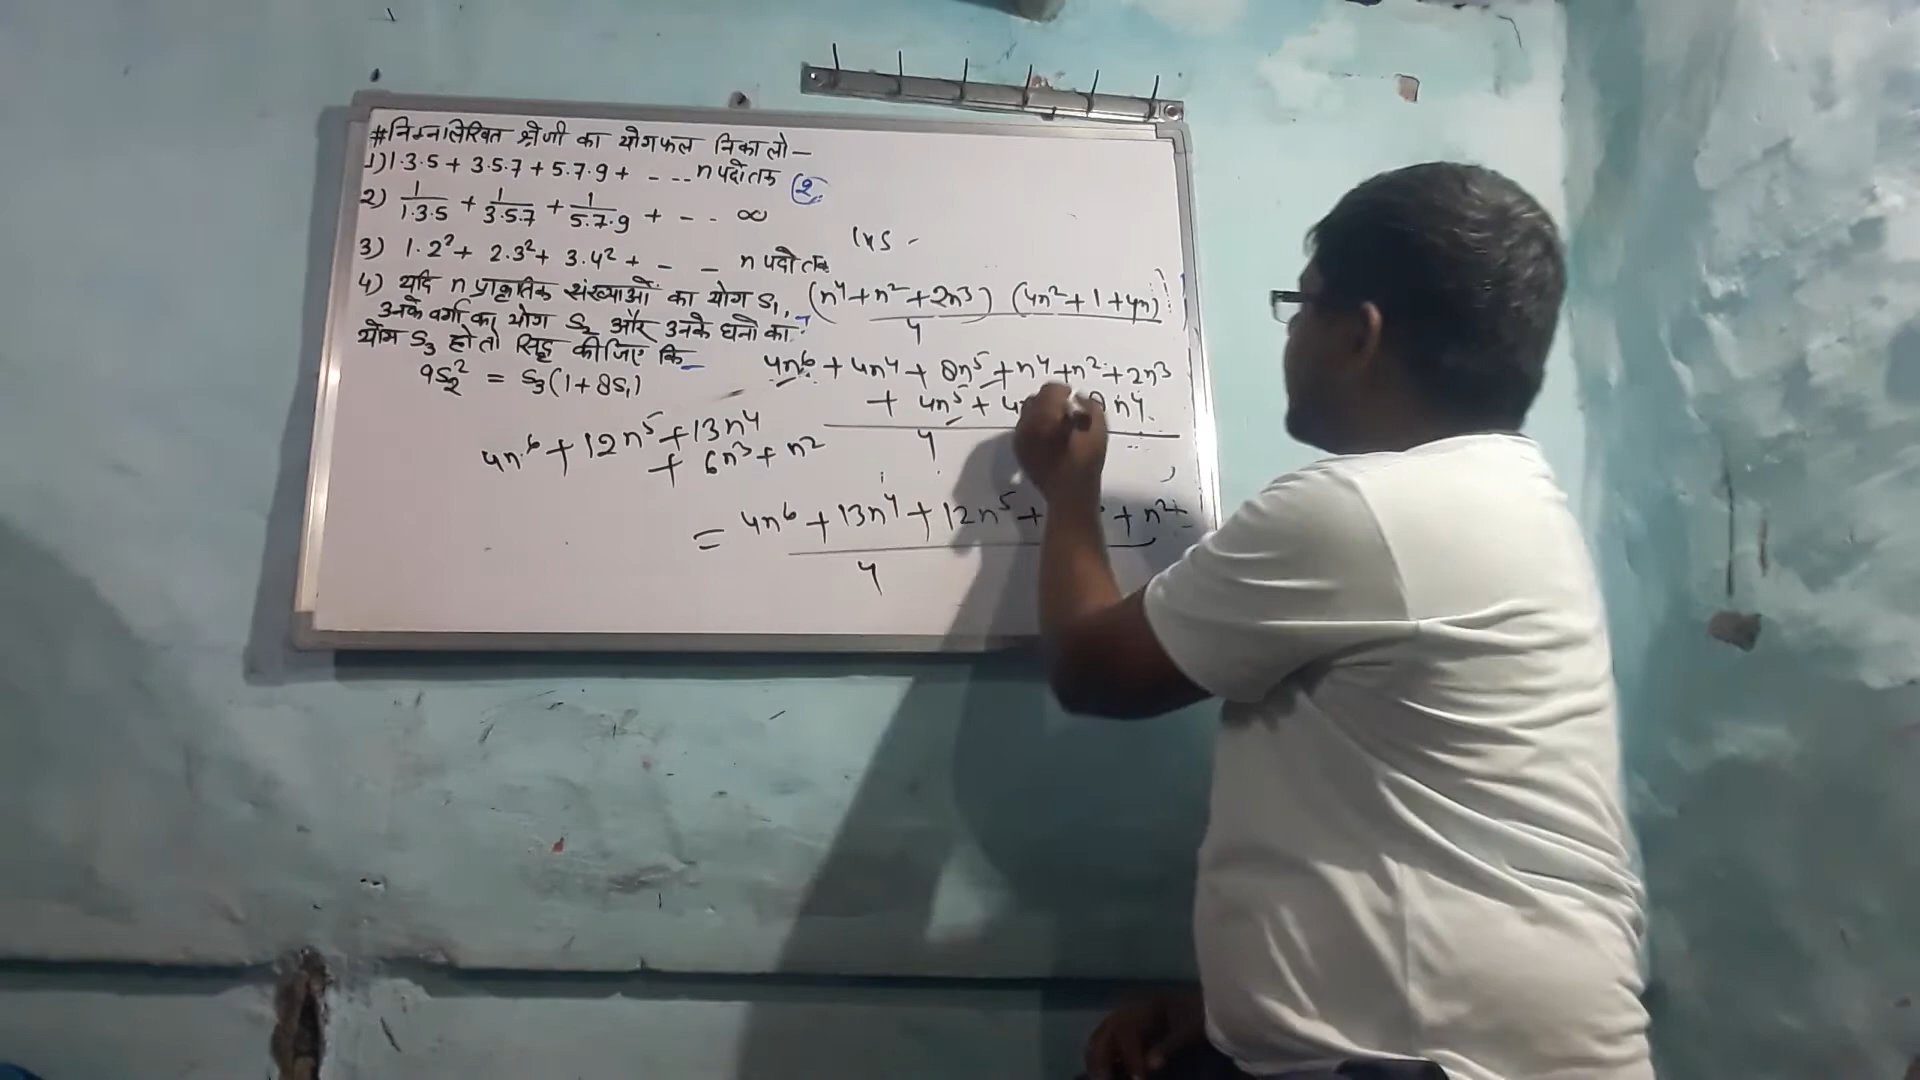 #निम्नलिखित श्रेणी का योगफल निकालो—
1) 1·3·5 + 3·5·7 + 5·7·9 + - - - n पदो तक (2)
2) 1/1·3·5 + 1/3·5·7 + 1/5·7·9 + - - ∞
3) 1·2² + 2·3² + 3·4² + - - n पदो तक
4) यदि n प्राकृतिक संख्याओं का योग S₁,
उनके वर्गो का योग S₂ और उनके घनो का
योग S₃ हो तो सिद्ध कीजिए कि
9S₂² = S₃(1+8S₁)
4n⁶ + 12n⁵ + 13n⁴
+ 6n³ + n²
(n⁴+n²+2n³) (4n²+1+4n)
4
4n⁶ + 4n⁴ + 8n⁵ + n⁴ + n² + 2n³
+ 4n⁵ + n⁴
4
= 4n⁶ + 13n⁴ + 12n⁵ + + n²
4